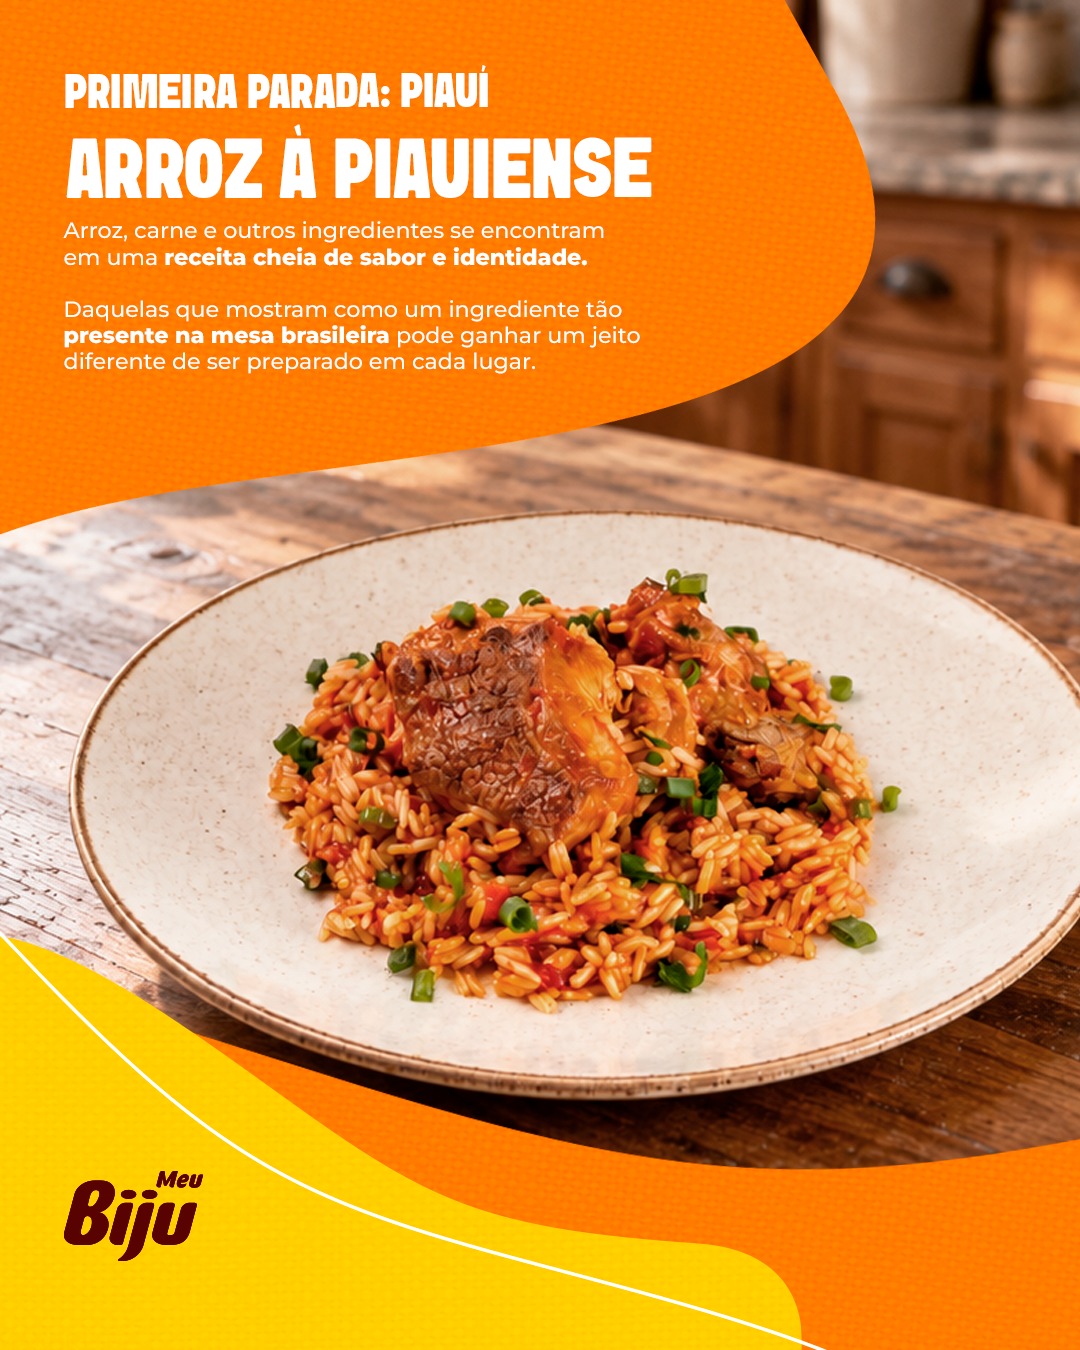 PRIMEIRA PARADA: PIAUÍ
ARROZ À PIAUIENSE
Arroz, carne e outros ingredientes se encontram
em uma receita cheia de sabor e identidade.
Daquelas que mostram como um ingrediente tão
presente na mesa brasileira pode ganhar um jeito
diferente de ser preparado em cada lugar.
Meu
Biju